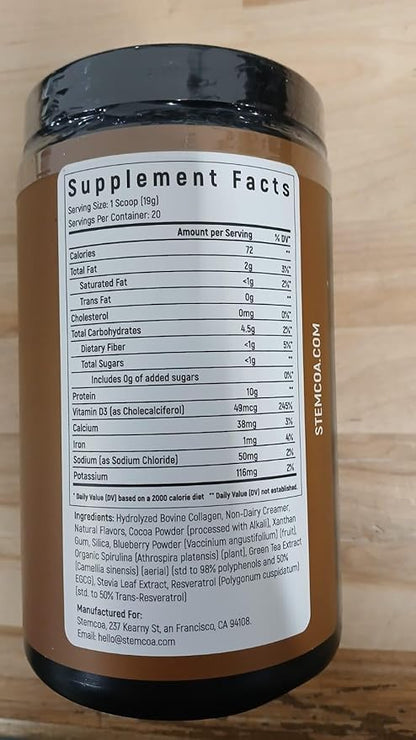 Supplement Facts
Serving Size: 1 Scoop (19g)
Servings Per Container: 20
Amount per Serving % DV*
Calories 72 **
Total Fat 2g 3%*
Saturated Fat <1g 2%*
Trans Fat 0g **
Cholesterol 0mg 0%*
Total Carbohydrates 4.5g 2%*
Dietary Fiber <1g 5%*
Total Sugars <1g **
Includes 0g of added sugars 0%*
Protein 10g **
Vitamin D3 (as Cholecalciferol) 49mcg 245%
Calcium 38mg 3%
Iron 1mg 4%
Sodium (as Sodium Chloride) 50mg 2%
Potassium 116mg 2%
* Daily Value (DV) based on a 2000 calorie diet ** Daily Value (DV) not established.
Ingredients: Hydrolyzed Bovine Collagen, Non-Dairy Creamer,
Natural Flavors, Cocoa Powder (processed with Alkali), Xanthan
Gum, Silica, Blueberry Powder (Vaccinium angustifolium) (fruit),
Organic Spirulina (Athrospira platensis) (plant), Green Tea Extract
(Camellia sinensis) (aerial) (std to 98% polyphenols and 50%
EGCG), Stevia Leaf Extract, Resveratrol (Polygonum cuspidatum)
(std. to 50% Trans-Resveratrol)
Manufactured For:
Stemcoa, 237 Kearny St, an Francisco, CA 94108.
Email: hello@stemcoa.com
STEMCOA.COM